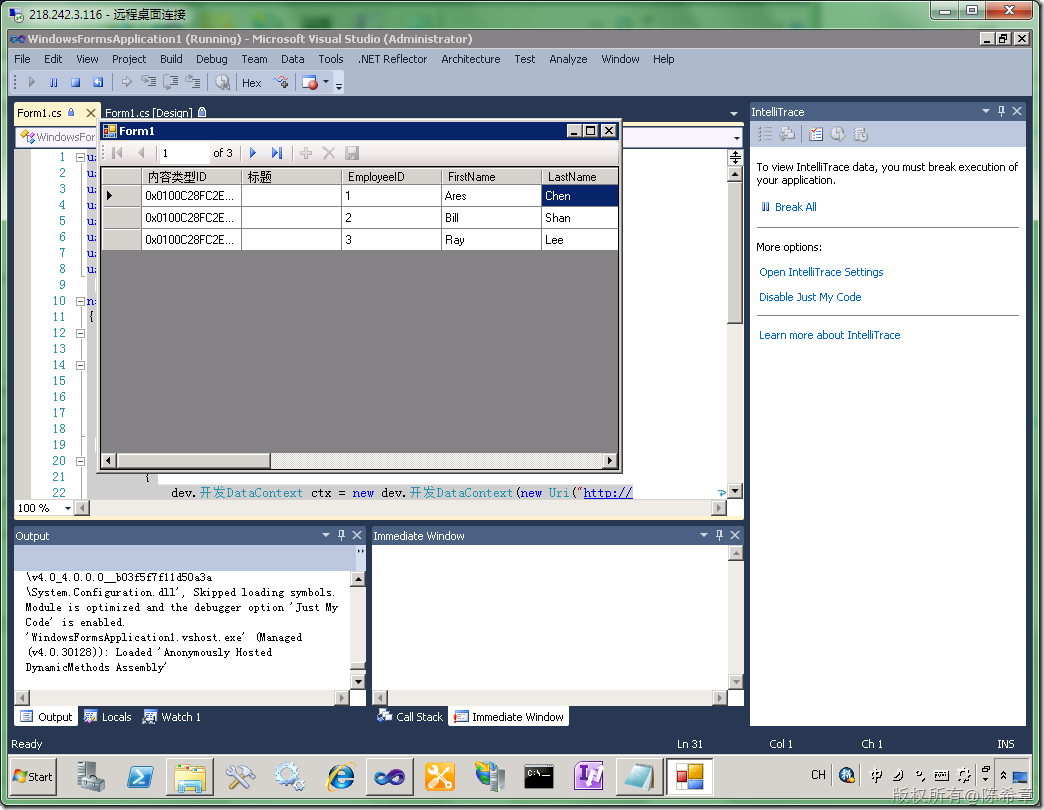 218.242.3.116 - 远程桌面连接
WindowsFormsApplication1 (Running) - Microsoft Visual Studio (Administrator)
File Edit View Project Build Debug Team Data Tools .NET Reflector Architecture Test Analyze Window Help
Hex
Form1.cs Form1.cs [Design]
IntelliTrace
WindowsFor
Form1
1 of 3
内容类型ID 标题 EmployeeID FirstName LastName
0x0100C28FC2E... 1 Ares Chen
0x0100C28FC2E... 2 Bill Shan
0x0100C28FC2E... 3 Ray Lee
To view IntelliTrace data, you must break execution of
your application.
Break All
More options:
Open IntelliTrace Settings
Disable Just My Code
Learn more about IntelliTrace
1 u
2 u
3 u
4 u
5 u
6 u
7 u
8 u
9
10 n
11 {
12
13
14
15
16
17
18
19
20
21 {
22 dev.开发DataContext ctx = new dev.开发DataContext(new Uri("http://
100 %
Output
\v4.0_4.0.0.0__b03f5f7f11d50a3a
\System.Configuration.dll', Skipped loading symbols.
Module is optimized and the debugger option 'Just My
Code' is enabled.
'WindowsFormsApplication1.vshost.exe' (Managed
(v4.0.30128)): Loaded 'Anonymously Hosted
DynamicMethods Assembly'
Immediate Window
Output Locals Watch 1
Call Stack Immediate Window
Ready Ln 31 Col 1 Ch 1 INS
Start
CH 中
版权所有@陈希章